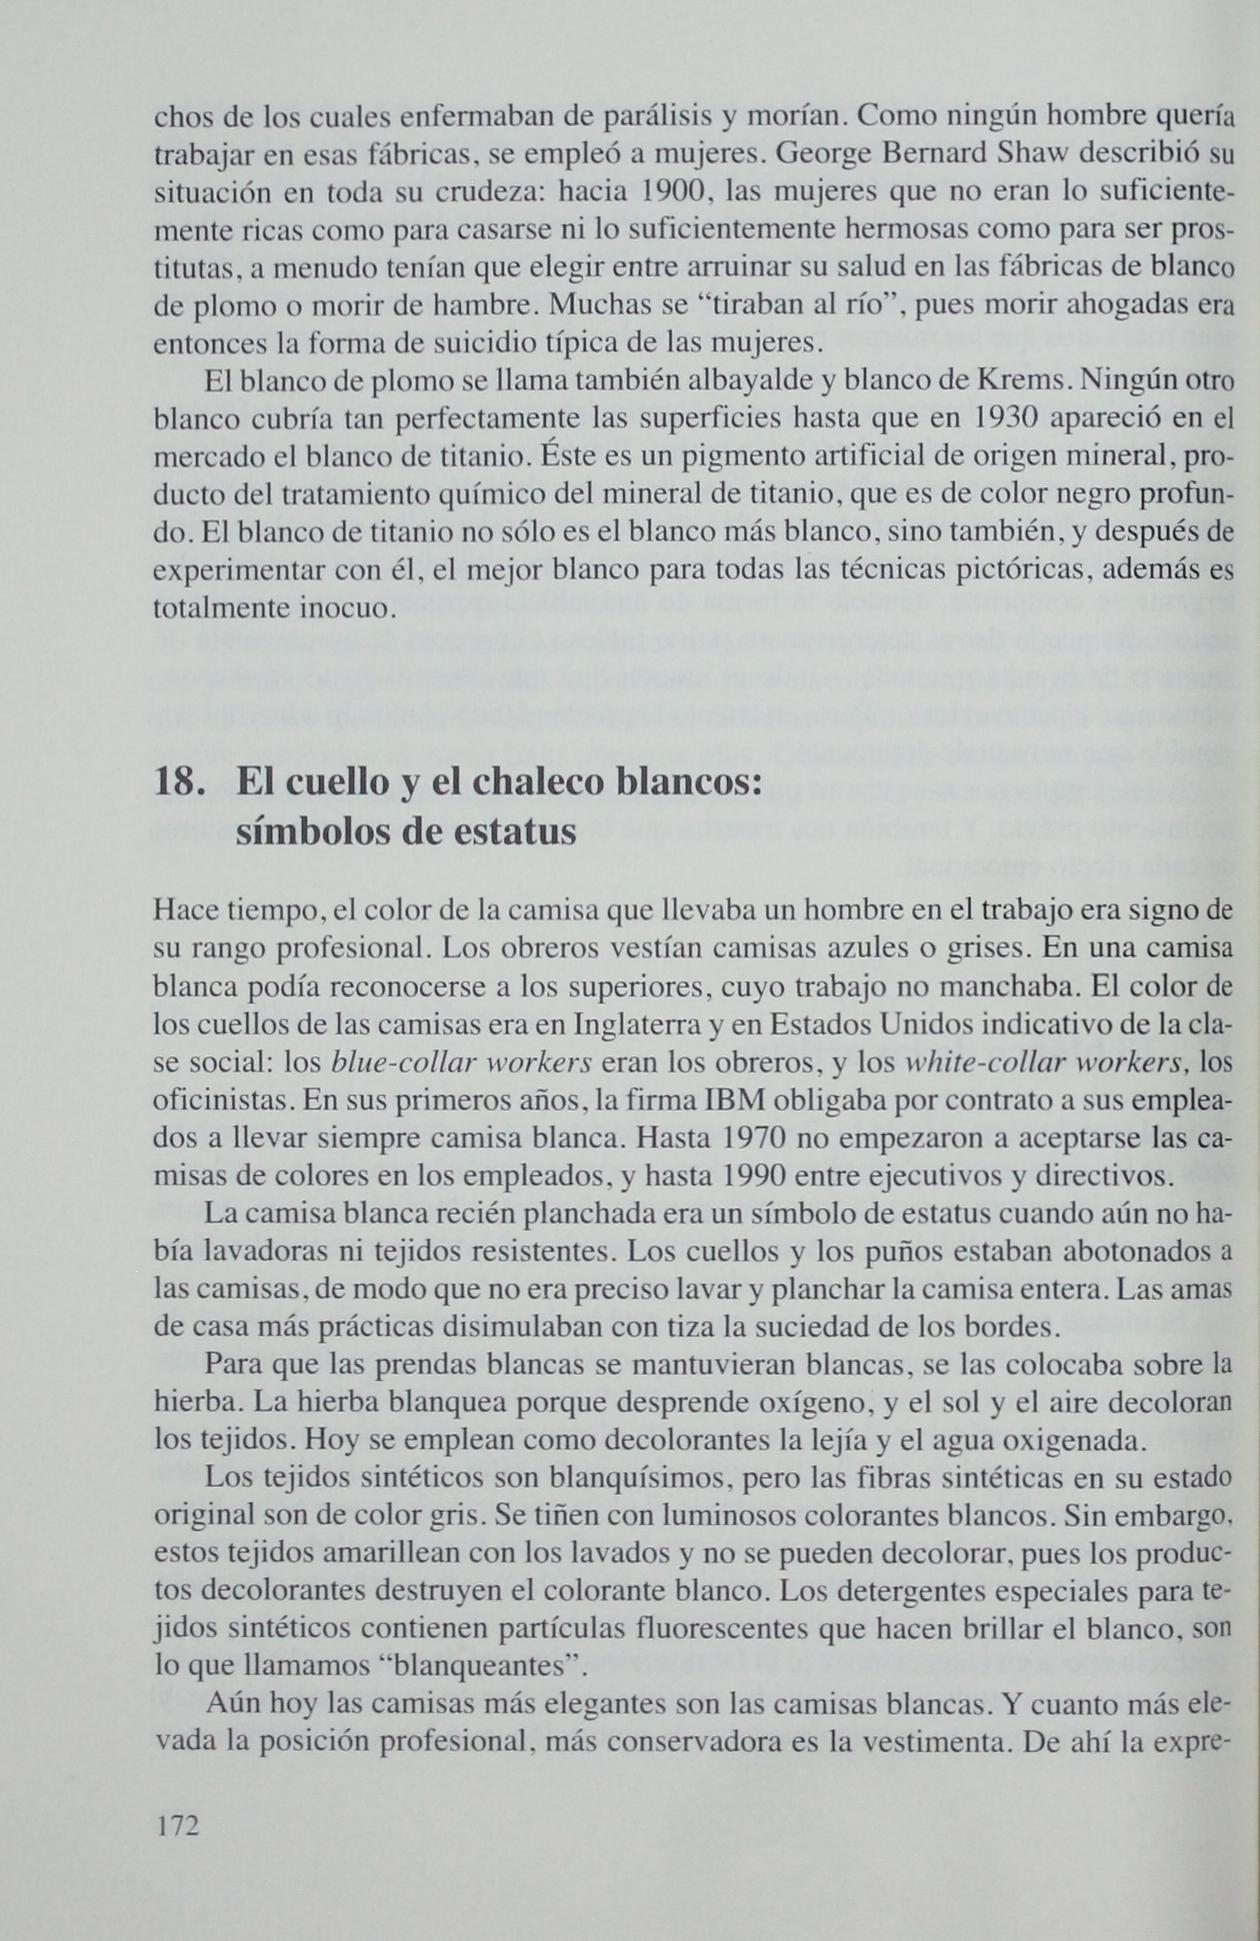 chos de los cuales enfermaban de parálisis y morían. Como ningún hombre quería
trabajar en esas fábricas, se empleó a mujeres. George Bernard Shaw describió su
situación en toda su crudeza: hacia 1900, las mujeres que no eran lo suficiente-
mente ricas como para casarse ni lo suficientemente hermosas como para ser pros-
titutas, a menudo tenían que elegir entre arruinar su salud en las fábricas de blanco
de plomo o morir de hambre. Muchas se “tiraban al río”, pues morir ahogadas era
entonces la forma de suicidio típica de las mujeres.
El blanco de plomo se llama también albayalde y blanco de Krems. Ningún otro
blanco cubría tan perfectamente las superficies hasta que en 1930 apareció en el
mercado el blanco de titanio. Éste es un pigmento artificial de origen mineral, pro-
ducto del tratamiento químico del mineral de titanio, que es de color negro profun-
do. El blanco de titanio no sólo es el blanco más blanco, sino también, y después de
experimentar con él, el mejor blanco para todas las técnicas pictóricas, además es
totalmente inocuo.
18. El cuello y el chaleco blancos:
símbolos de estatus
Hace tiempo, el color de la camisa que llevaba un hombre en el trabajo era signo de
su rango profesional. Los obreros vestían camisas azules o grises. En una camisa
blanca podía reconocerse a los superiores, cuyo trabajo no manchaba. El color de
los cuellos de las camisas era en Inglaterra y en Estados Unidos indicativo de la cla-
se social: los blue-collar workers eran los obreros, y los white-collar workers, los
oficinistas. En sus primeros años, la firma IBM obligaba por contrato a sus emplea-
dos a llevar siempre camisa blanca. Hasta 1970 no empezaron a aceptarse las ca-
misas de colores en los empleados, y hasta 1990 entre ejecutivos y directivos.
La camisa blanca recién planchada era un símbolo de estatus cuando aún no ha-
bía lavadoras ni tejidos resistentes. Los cuellos y los puños estaban abotonados a
las camisas, de modo que no era preciso lavar y planchar la camisa entera. Las amas
de casa más prácticas disimulaban con tiza la suciedad de los bordes.
Para que las prendas blancas se mantuvieran blancas, se las colocaba sobre la
hierba. La hierba blanquea porque desprende oxígeno, y el sol y el aire decoloran
los tejidos. Hoy se emplean como decolorantes la lejía y el agua oxigenada.
Los tejidos sintéticos son blanquísimos, pero las fibras sintéticas en su estado
original son de color gris. Se tiñen con luminosos colorantes blancos. Sin embargo,
estos tejidos amarillean con los lavados y no se pueden decolorar, pues los produc-
tos decolorantes destruyen el colorante blanco. Los detergentes especiales para te-
jidos sintéticos contienen partículas fluorescentes que hacen brillar el blanco, son
lo que llamamos “blanqueantes”.
Aún hoy las camisas más elegantes son las camisas blancas. Y cuanto más ele-
vada la posición profesional, más conservadora es la vestimenta. De ahí la expre-
172